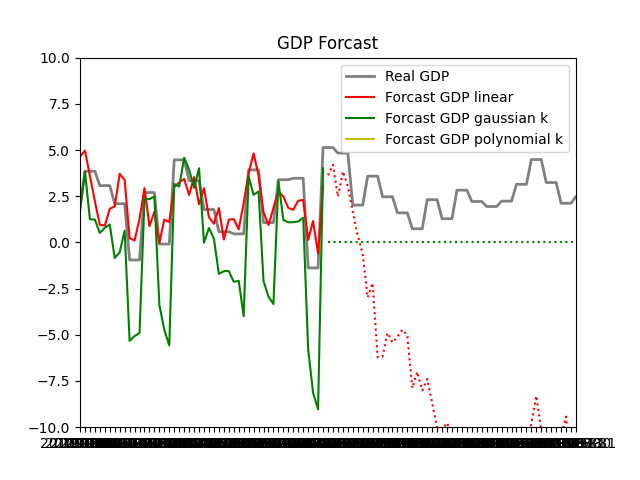 GDP Forcast
10.0
7.5
5.0
2.5
0.0
−2.5
−5.0
−7.5
−10.0
Real GDP
Forcast GDP linear
Forcast GDP gaussian k
Forcast GDP polynomial k